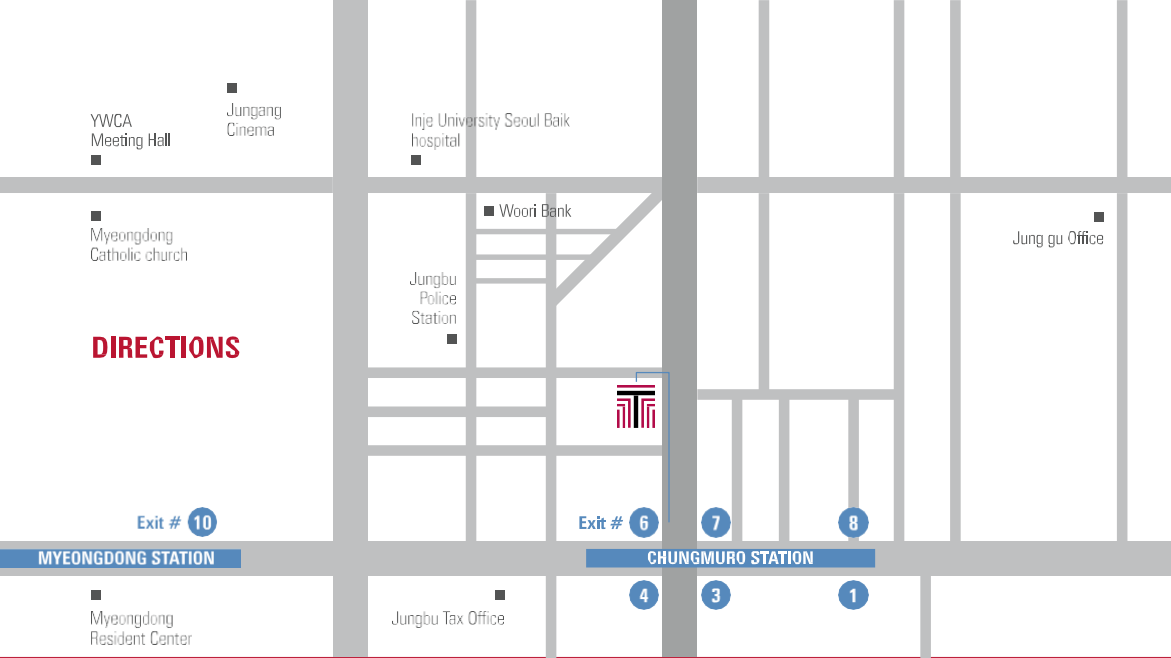 Jungang
Cinema
YWCA
Meeting Hall
Inje University Seoul Baik
hospital
Woori Bank
Myeongdong
Catholic church
Jung gu Office
Jungbu
Police
Station
DIRECTIONS
Exit # 10
Exit # 6
7
8
MYEONGDONG STATION
CHUNGMURO STATION
4
3
1
Myeongdong
Resident Center
Jungbu Tax Office